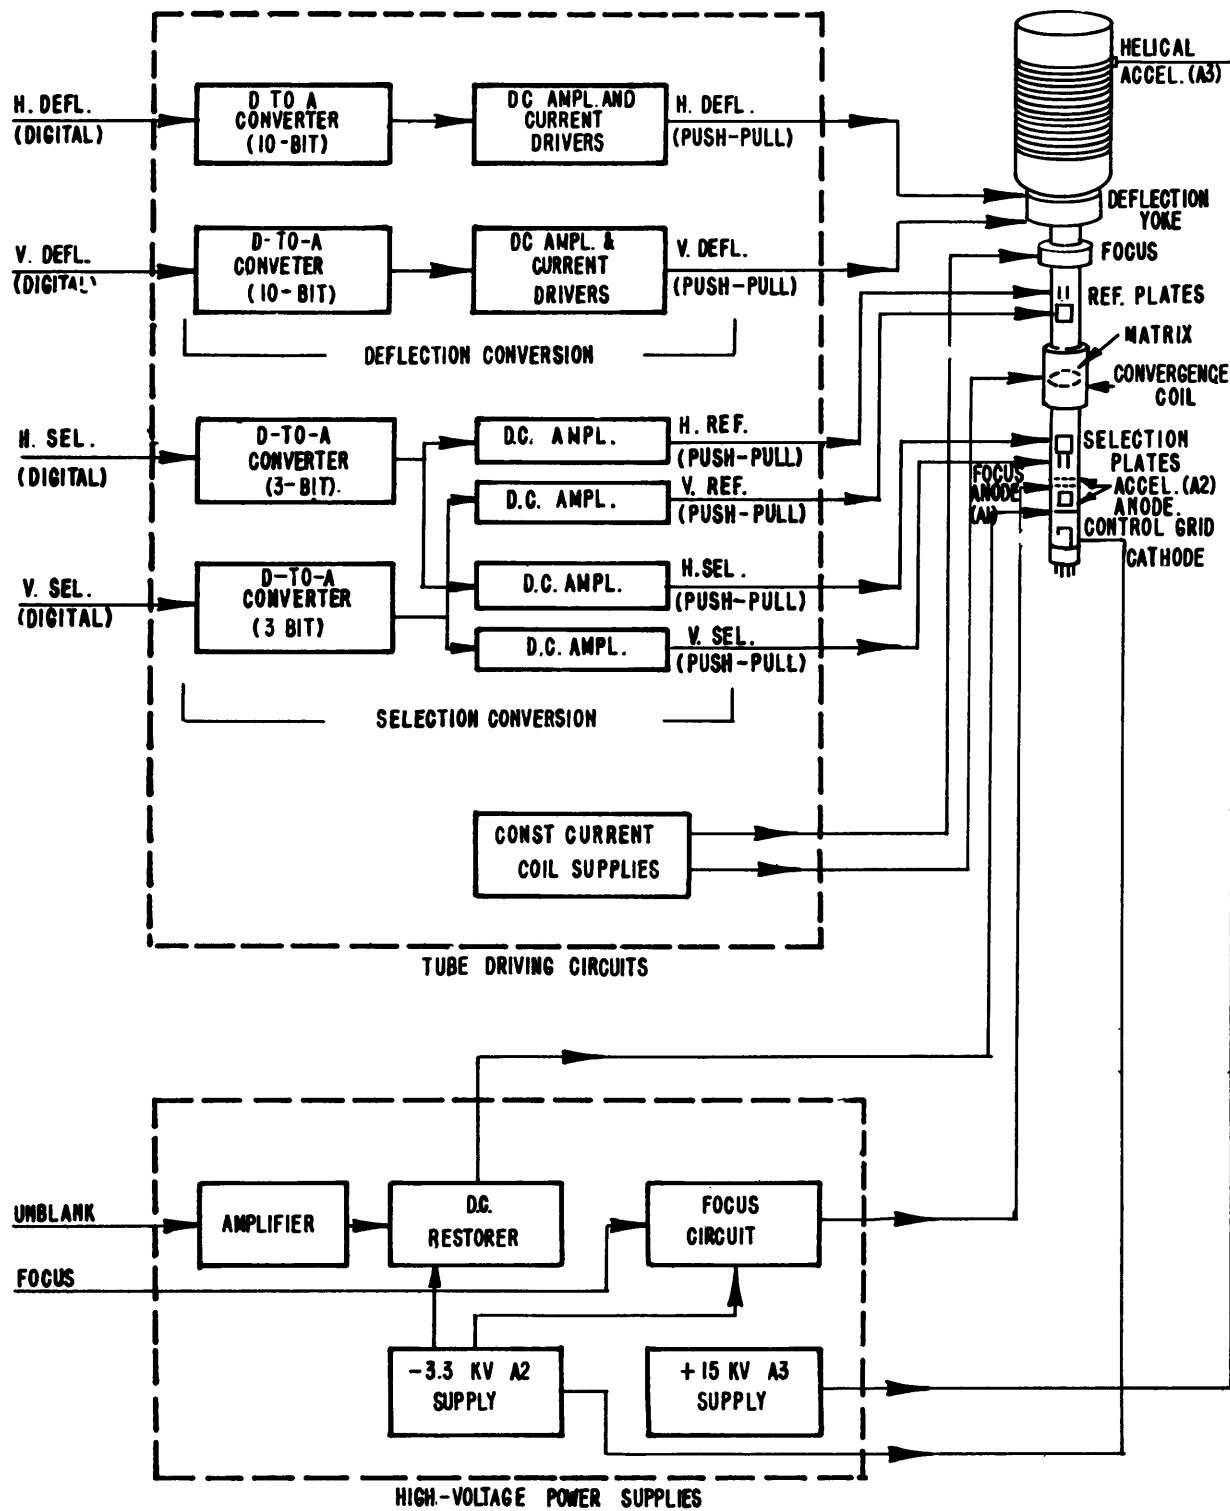 HELICAL
ACCEL. (A3)
H. DEFL.
(DIGITAL)
D TO A
CONVERTER
(10-BIT)
DC AMPL. AND
CURRENT
DRIVERS
H. DEFL.
(PUSH-PULL)
DEFLECTION
YOKE
V. DEFL.
(DIGITAL)
D-TO-A
CONVETER
(10-BIT)
DC AMPL. &
CURRENT
DRIVERS
V. DEFL.
(PUSH-PULL)
FOCUS
REF. PLATES
DEFLECTION CONVERSION
MATRIX
CONVERGENCE
COIL
H. SEL.
(DIGITAL)
D-TO-A
CONVERTER
(3-BIT).
D.C. AMPL.
H. REF.
(PUSH-PULL)
D.C. AMPL.
V. REF.
(PUSH-PULL)
SELECTION
PLATES
FOCUS
ANODE
(A1)
ACCEL. (A2)
ANODE.
CONTROL GRID
CATHODE
V. SEL.
(DIGITAL)
D-TO-A
CONVERTER
(3 BIT)
D.C. AMPL.
H.SEL.
(PUSH-PULL)
D.C. AMPL.
V. SEL.
(PUSH-PULL)
SELECTION CONVERSION
CONST CURRENT
COIL SUPPLIES
TUBE DRIVING CIRCUITS
UNBLANK
AMPLIFIER
D.C.
RESTORER
FOCUS
CIRCUIT
FOCUS
-3.3 KV A2
SUPPLY
+15 KV A3
SUPPLY
HIGH-VOLTAGE POWER SUPPLIES